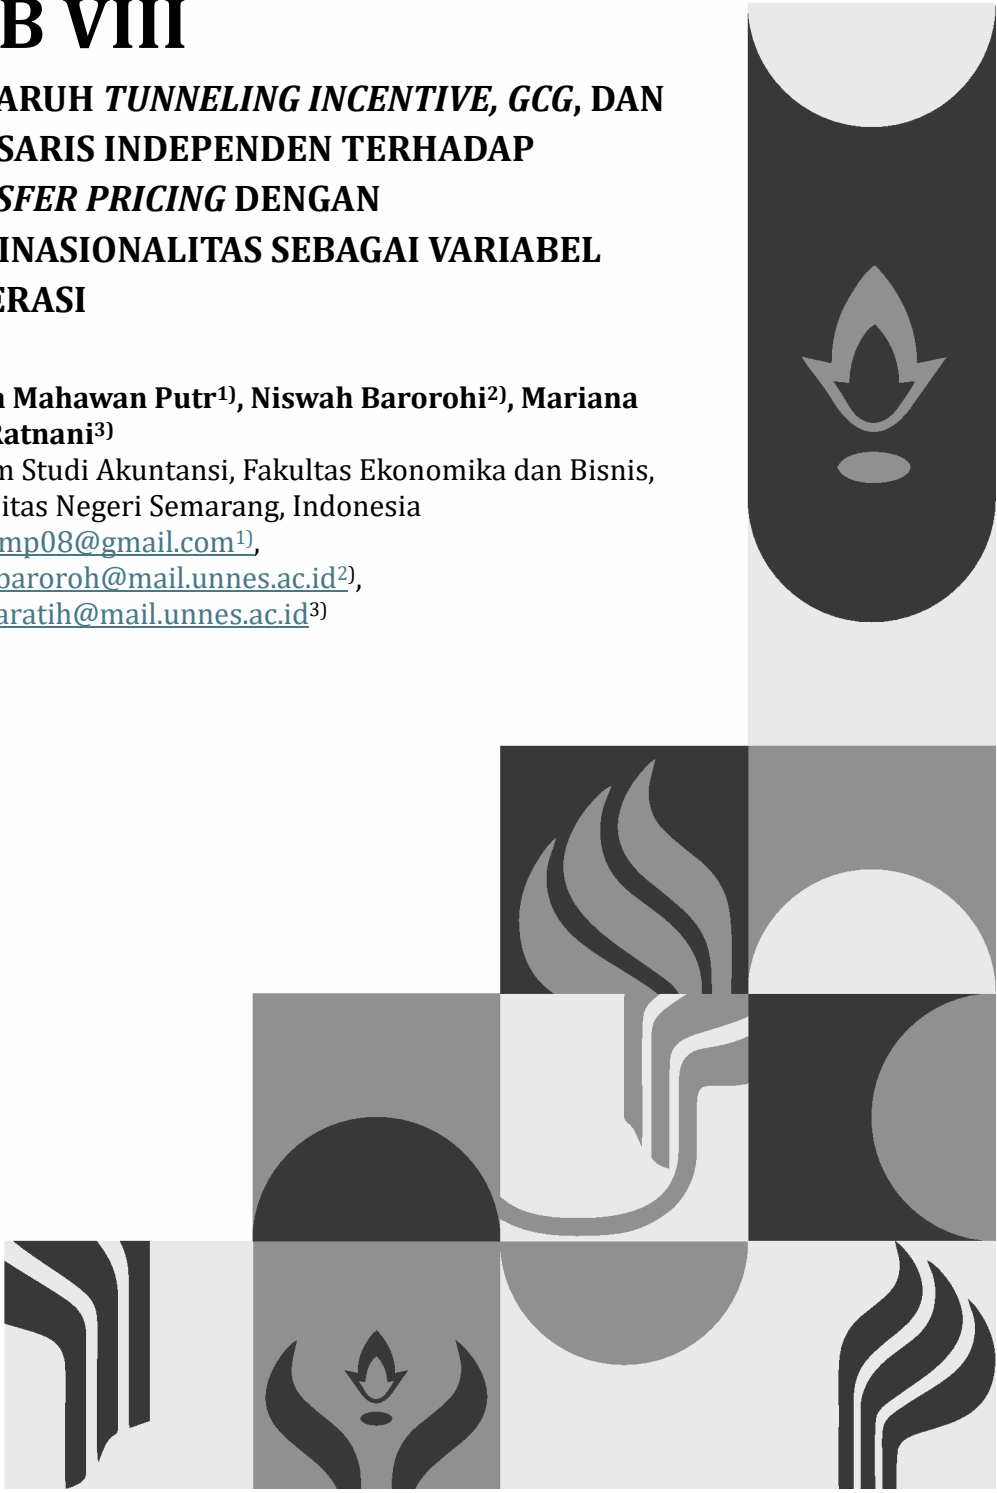 B VIII
ARUH TUNNELING INCENTIVE, GCG, DAN
SARIS INDEPENDEN TERHADAP
SFER PRICING DENGAN
INASIONALITAS SEBAGAI VARIABEL
ERASI
n Mahawan Putr1), Niswah Barorohi2), Mariana
Ratnani3)
m Studi Akuntansi, Fakultas Ekonomika dan Bisnis,
itas Negeri Semarang, Indonesia
mp08@gmail.com1),
baroroh@mail.unnes.ac.id2),
aratih@mail.unnes.ac.id3)